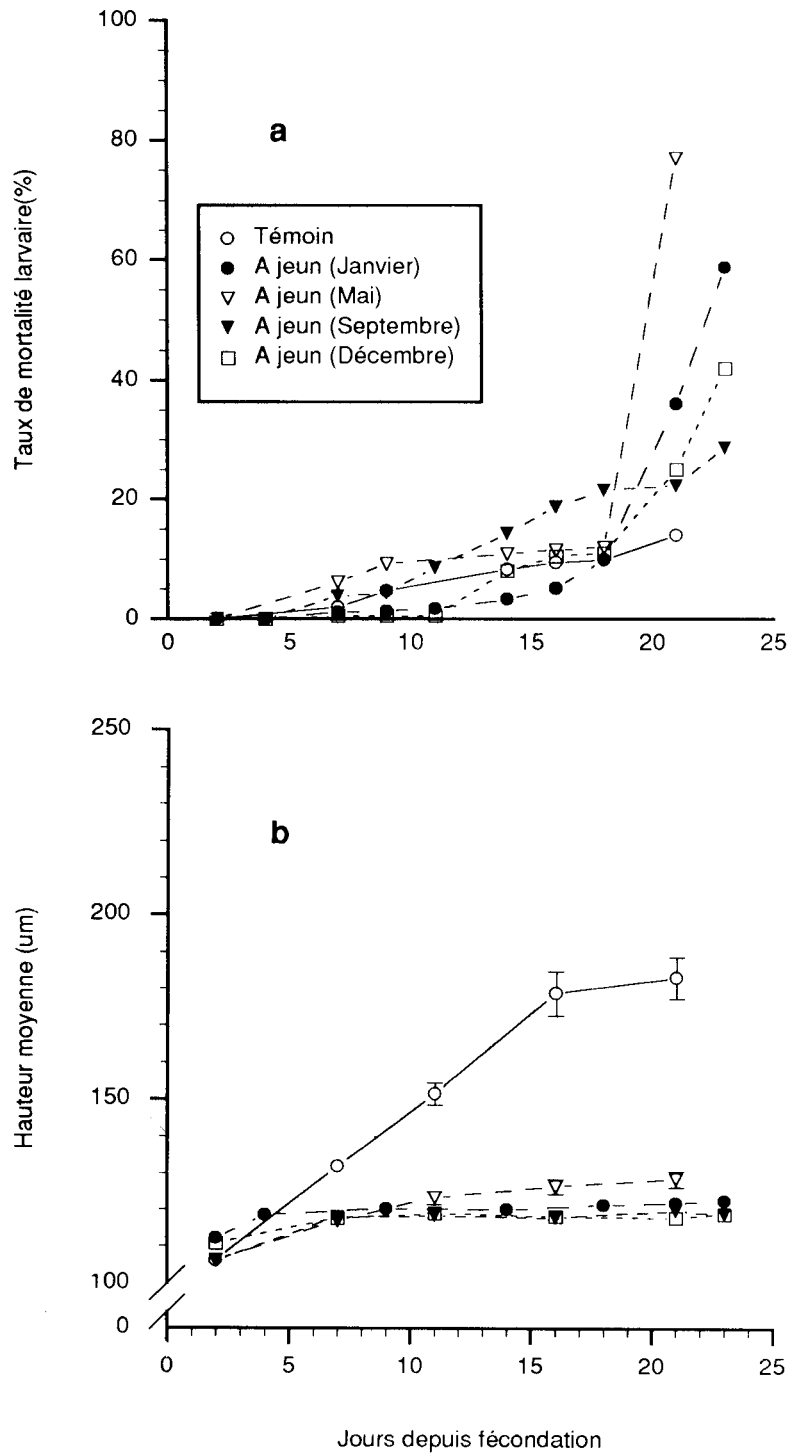 100
a
80
Témoin
A jeun (Janvier)
A jeun (Mai)
A jeun (Septembre)
A jeun (Décembre)
60
40
20
0
Taux de mortalité larvaire(%)
0 5 10 15 20 25
250
b
200
150
100
0
Hauteur moyenne (um)
0 5 10 15 20 25
Jours depuis fécondation